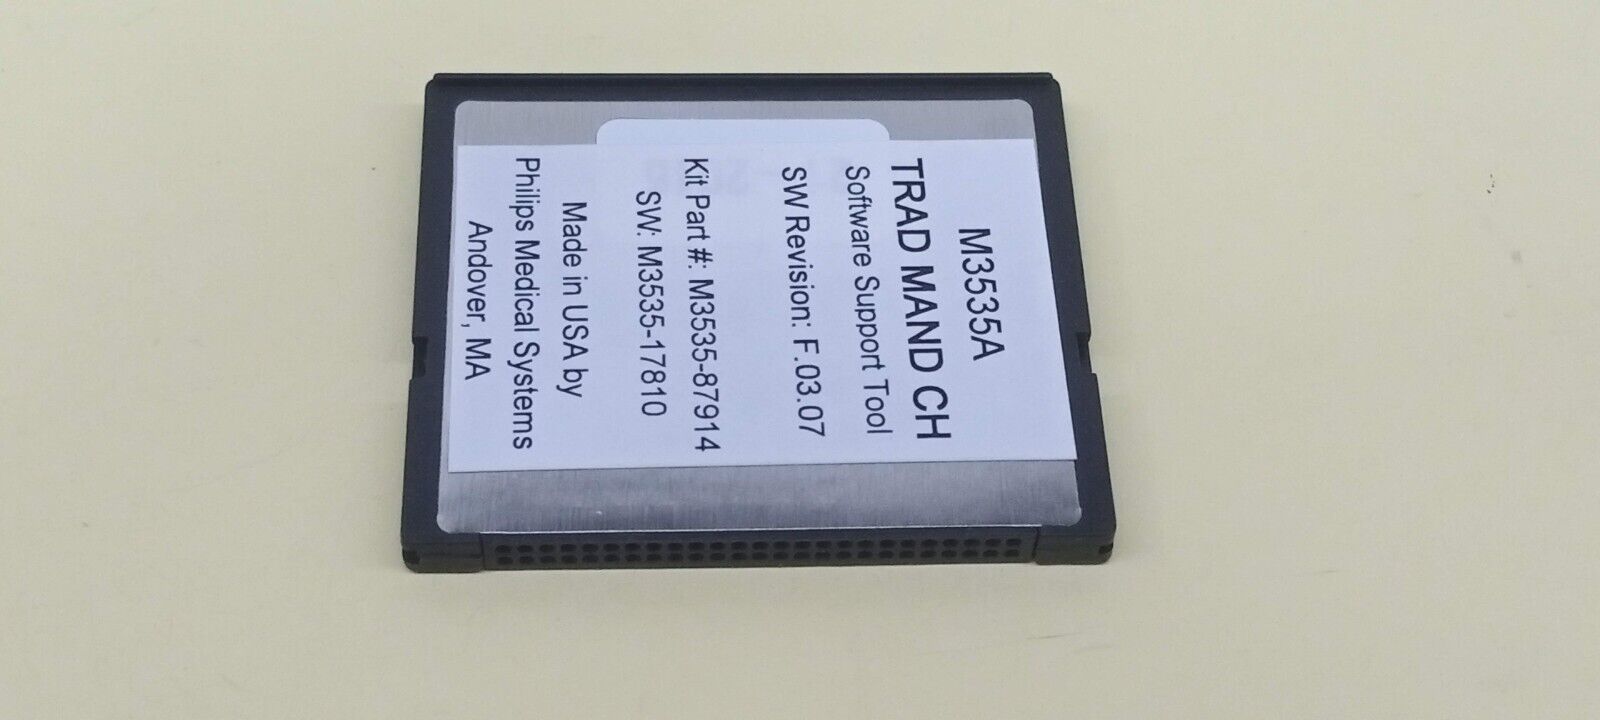 M3535A
TRAD MAND CH
Software Support Tool
SW Revision: F.03.07
Kit Part #: M3535-87914
SW: M3535-17810
Made in USA by
Philips Medical Systems
Andover, MA